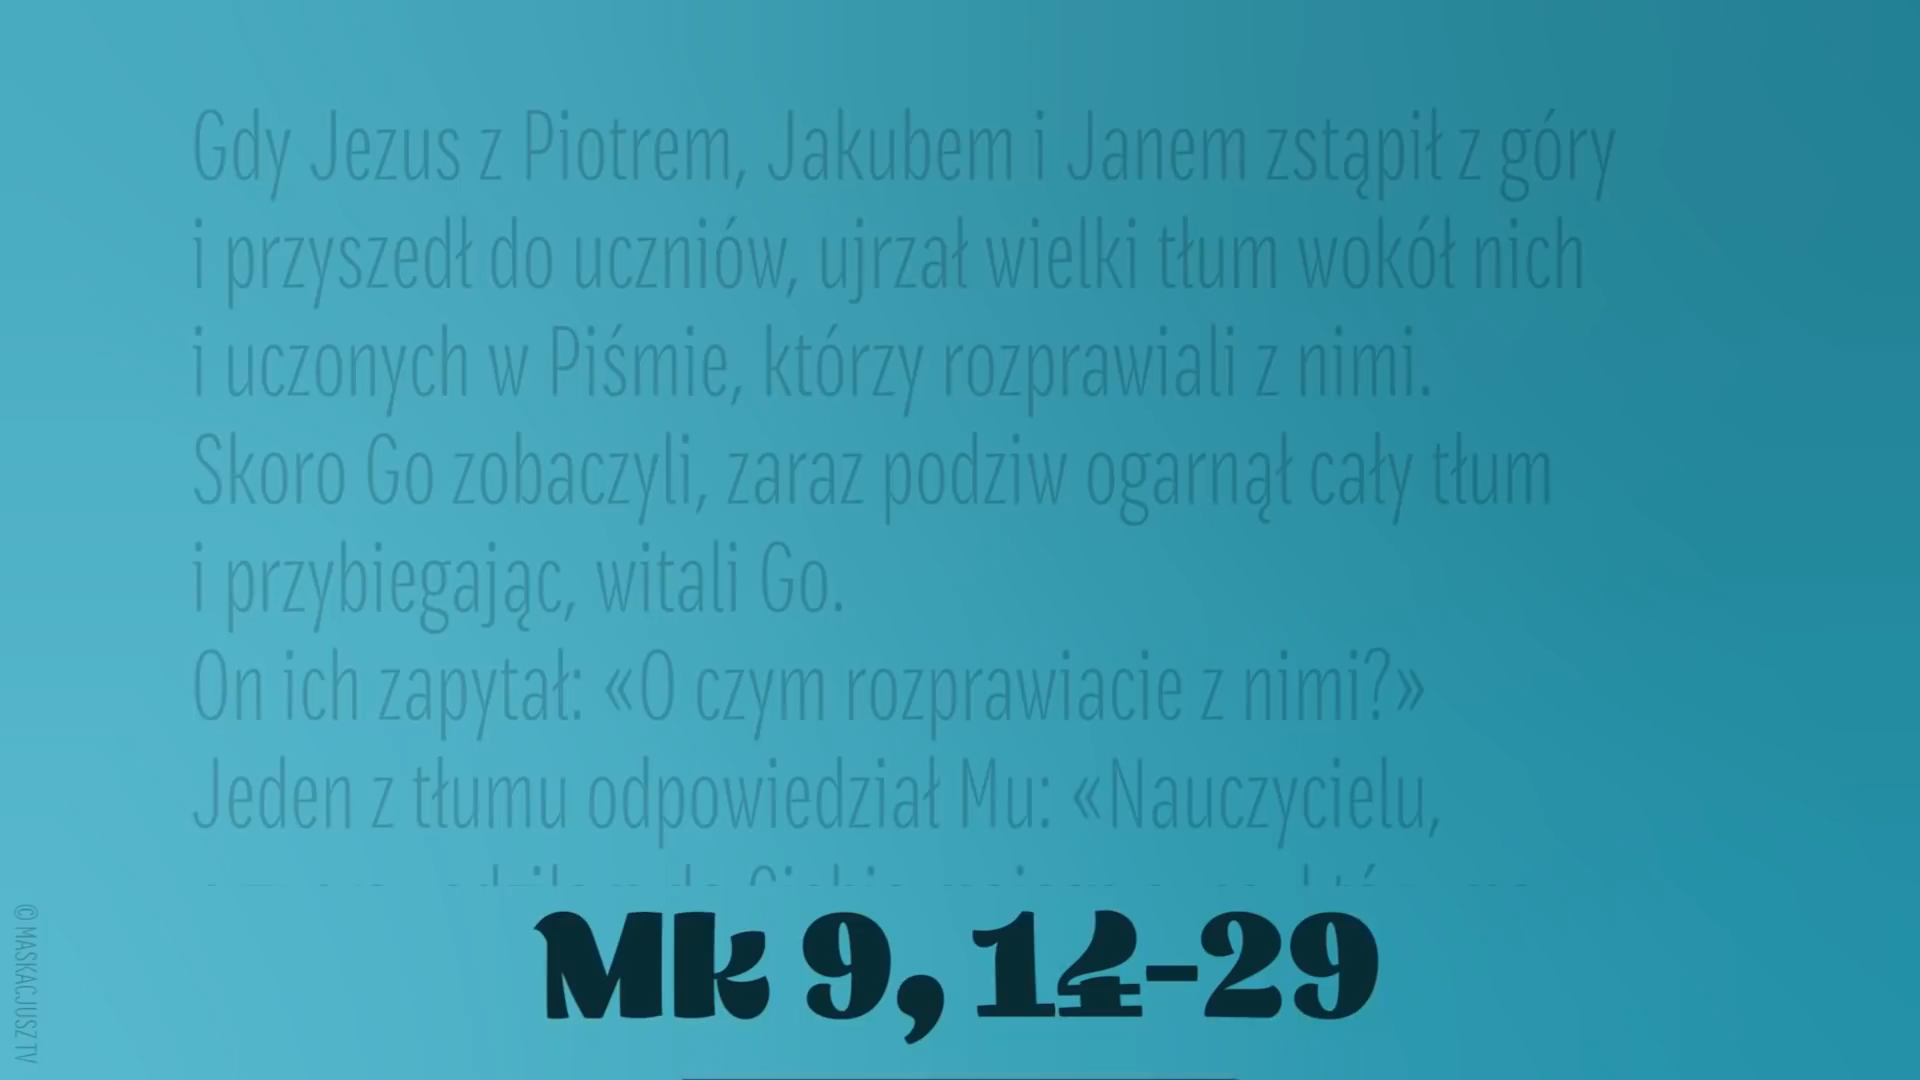 Gdy Jezus z Piotrem, Jakubem i Janem zstąpił z góry
i przyszedł do uczniów, ujrzał wielki tłum wokół nich
i uczonych w Piśmie, którzy rozprawiali z nimi.
Skoro Go zobaczyli, zaraz podziw ogarnął cały tłum
i przybiegając, witali Go.
On ich zapytał: «O czym rozprawiacie z nimi?»
Jeden z tłumu odpowiedział Mu: «Nauczycielu,
Mk 9, 14-29
© MASKACJUSZ TV